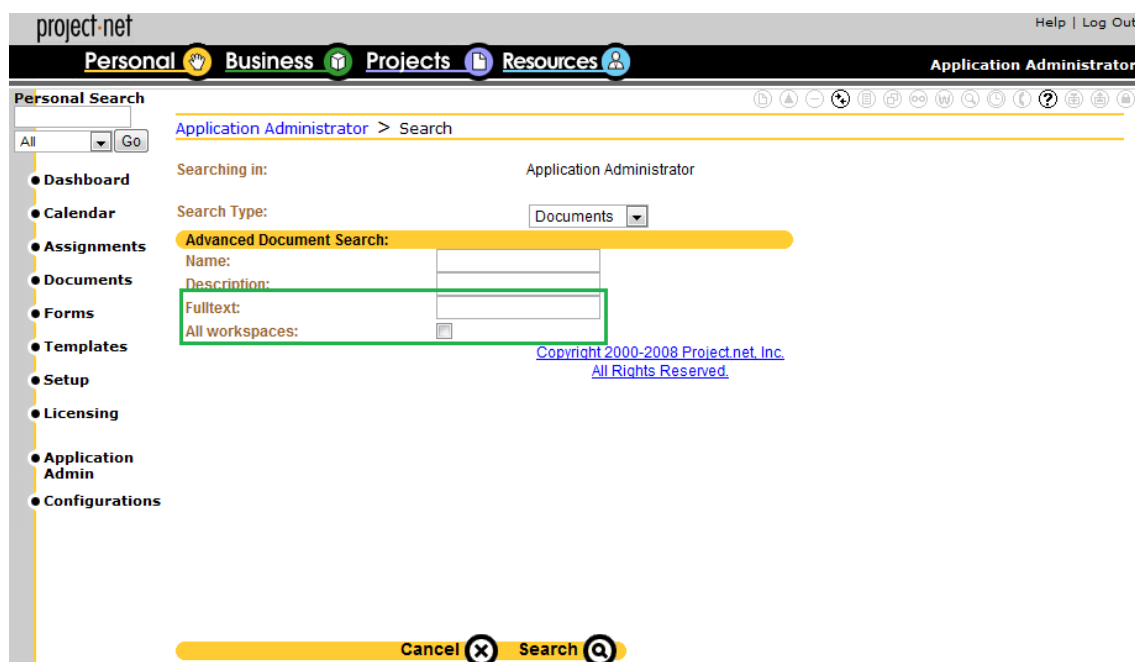 project·net
Help | Log Out
Personal Business Projects Resources
Application Administrator
Personal Search
All Go
Application Administrator > Search
Searching in: Application Administrator
Search Type: Documents
Advanced Document Search:
Name:
Description:
Fulltext:
All workspaces:
Copyright 2000-2008 Project.net, Inc.
All Rights Reserved.
Dashboard
Calendar
Assignments
Documents
Forms
Templates
Setup
Licensing
Application
Admin
Configurations
Cancel Search